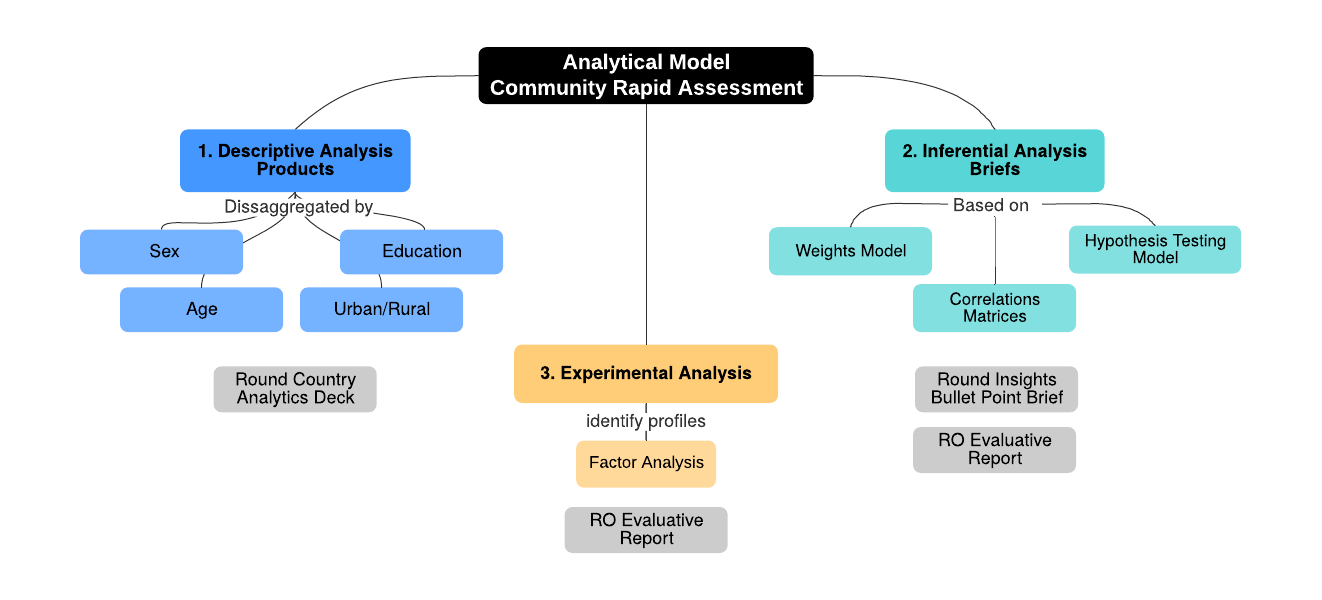 Analytical Model
Community Rapid Assessment
1. Descriptive Analysis
Products
Dissaggregated by
Sex
Education
Age
Urban/Rural
Round Country
Analytics Deck
2. Inferential Analysis
Briefs
Based on
Weights Model
Hypothesis Testing
Model
Correlations
Matrices
Round Insights
Bullet Point Brief
RO Evaluative
Report
3. Experimental Analysis
identify profiles
Factor Analysis
RO Evaluative
Report